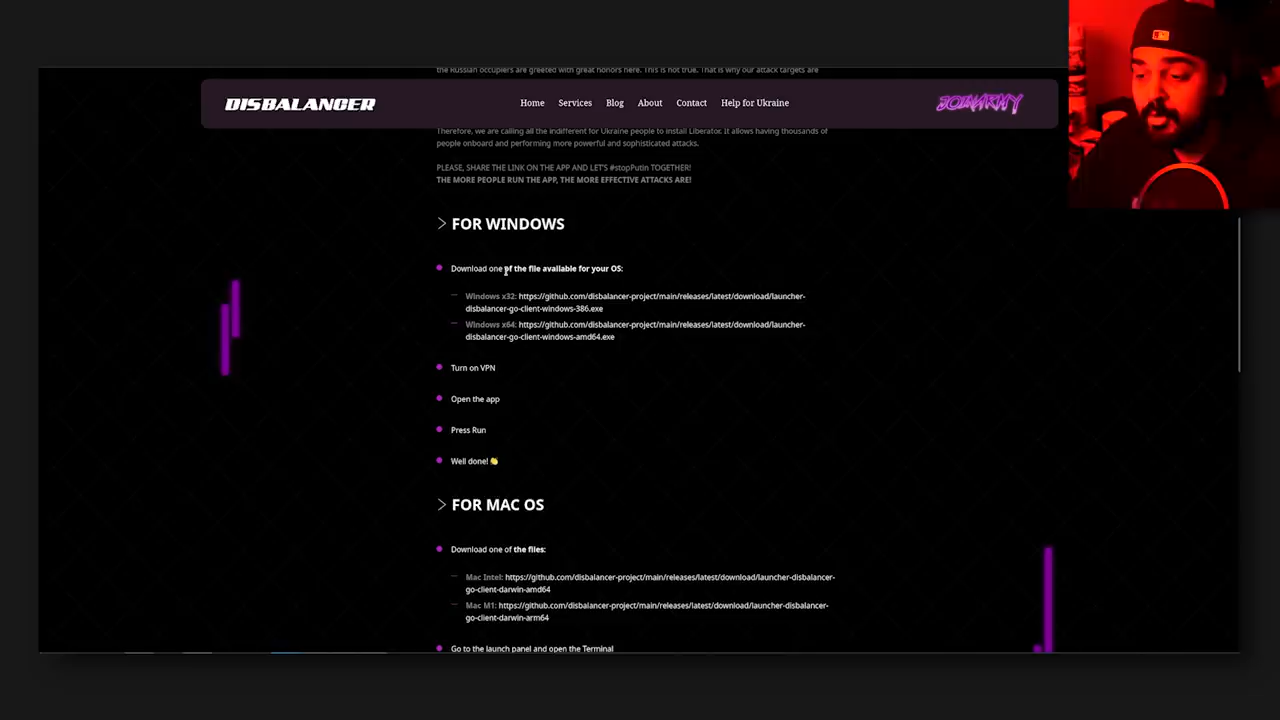 the Russian occupiers are greeted with great honors here. This is not true. That is why our attack targets are
DISBALANCER
Home Services Blog About Contact Help for Ukraine
JOINARMY
Therefore, we are calling all the indifferent for Ukraine people to install Liberator. It allows having thousands of
people onboard and performing more powerful and sophisticated attacks.
PLEASE, SHARE THE LINK ON THE APP AND LET'S #stopPutin TOGETHER!
THE MORE PEOPLE RUN THE APP, THE MORE EFFECTIVE ATTACKS ARE!
> FOR WINDOWS
Download one of the file available for your OS:
Windows x32: https://github.com/disbalancer-project/main/releases/latest/download/launcher-
disbalancer-go-client-windows-386.exe
Windows x64: https://github.com/disbalancer-project/main/releases/latest/download/launcher-
disbalancer-go-client-windows-amd64.exe
Turn on VPN
Open the app
Press Run
Well done! 👏
> FOR MAC OS
Download one of the files:
Mac Intel: https://github.com/disbalancer-project/main/releases/latest/download/launcher-disbalancer-
go-client-darwin-amd64
Mac M1: https://github.com/disbalancer-project/main/releases/latest/download/launcher-disbalancer-
go-client-darwin-arm64
Go to the launch panel and open the Terminal